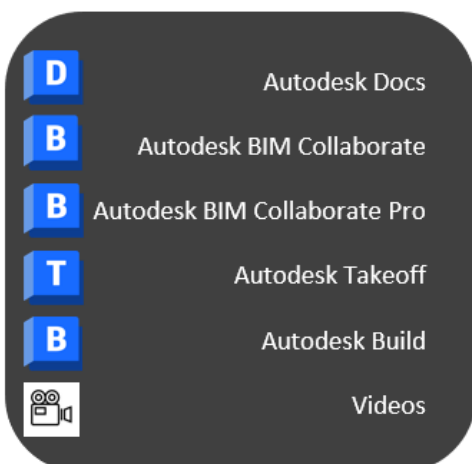 D Autodesk Docs
B Autodesk BIM Collaborate
B Autodesk BIM Collaborate Pro
T Autodesk Takeoff
B Autodesk Build
Videos